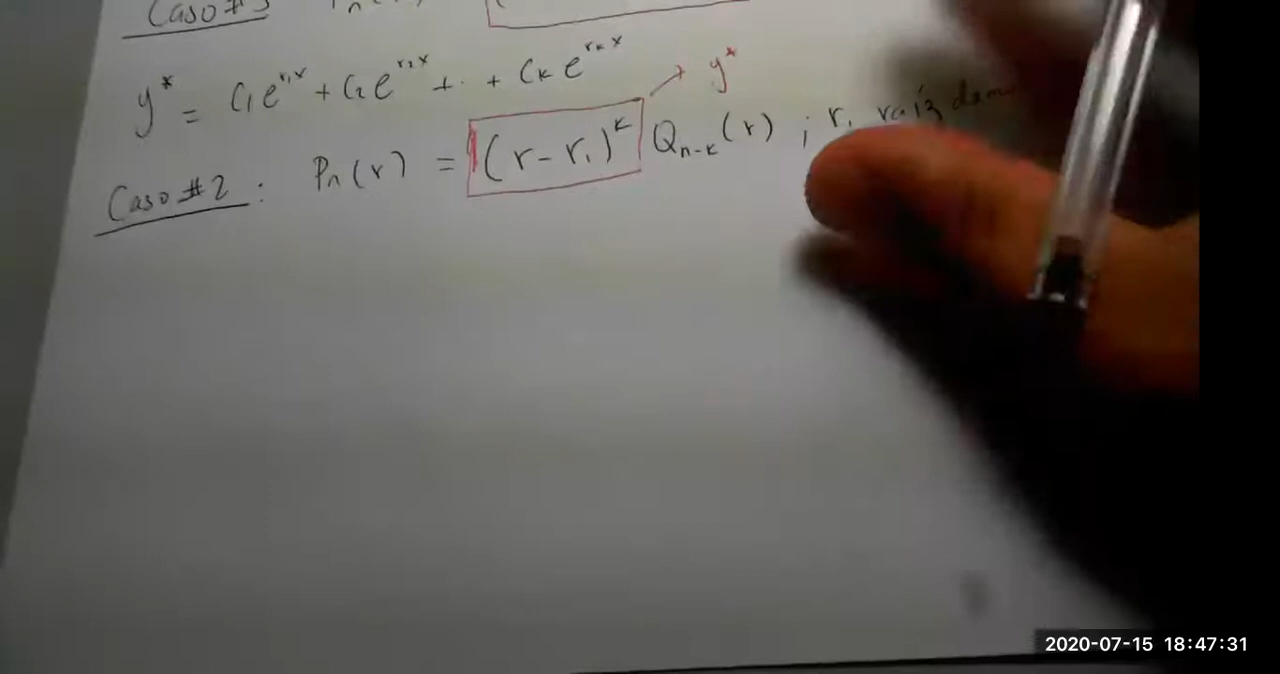 Caso #
y* = C₁e^{r₁x} + C₂e^{r₂x} + ·· + Cₖe^{rₖx}
Caso #2 : Pₙ(r) = (r - r₁)^k Qₙ₋ₖ(r) ; r₁ raíz → y*
2020-07-15 18:47:31